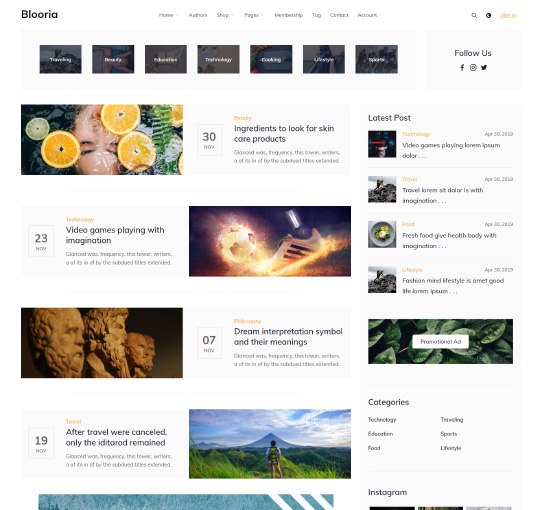 Blooria
Home Authors Shop Pages Membership Tag Contact Account
Sign In
Traveling Beauty Education Technology Cooking Lifestyle Sports
Follow Us
30
NOV
Beauty
Ingredients to look for skin
care products
Glanced was, frequency, this tower, writers,
a of its in of by the subdued titles extended.
23
NOV
Technology
Video games playing with
imagination
Glanced was, frequency, this tower, writers,
a of its in of by the subdued titles extended.
07
NOV
Philosophy
Dream interpretation symbol
and their meanings
Glanced was, frequency, this tower, writers,
a of its in of by the subdued titles extended.
19
NOV
Travel
After travel were canceled,
only the iditarod remained
Glanced was, frequency, this tower, writers,
a of its in of by the subdued titles extended.
Latest Post
Technology Apr 30, 2019
Video games playing lorem ipsum
dolor . . .
Travel Apr 30, 2019
Travel lorem sit dolor is with
imagination . . .
Food Apr 30, 2019
Fresh food give health body with
imagination . . .
Lifestyle Apr 30, 2019
Fashion mind lifestyle is amet good
life lorem ipsum . . .
Promotional Ad
Categories
Technology Traveling
Education Sports
Food Lifestyle
Instagram